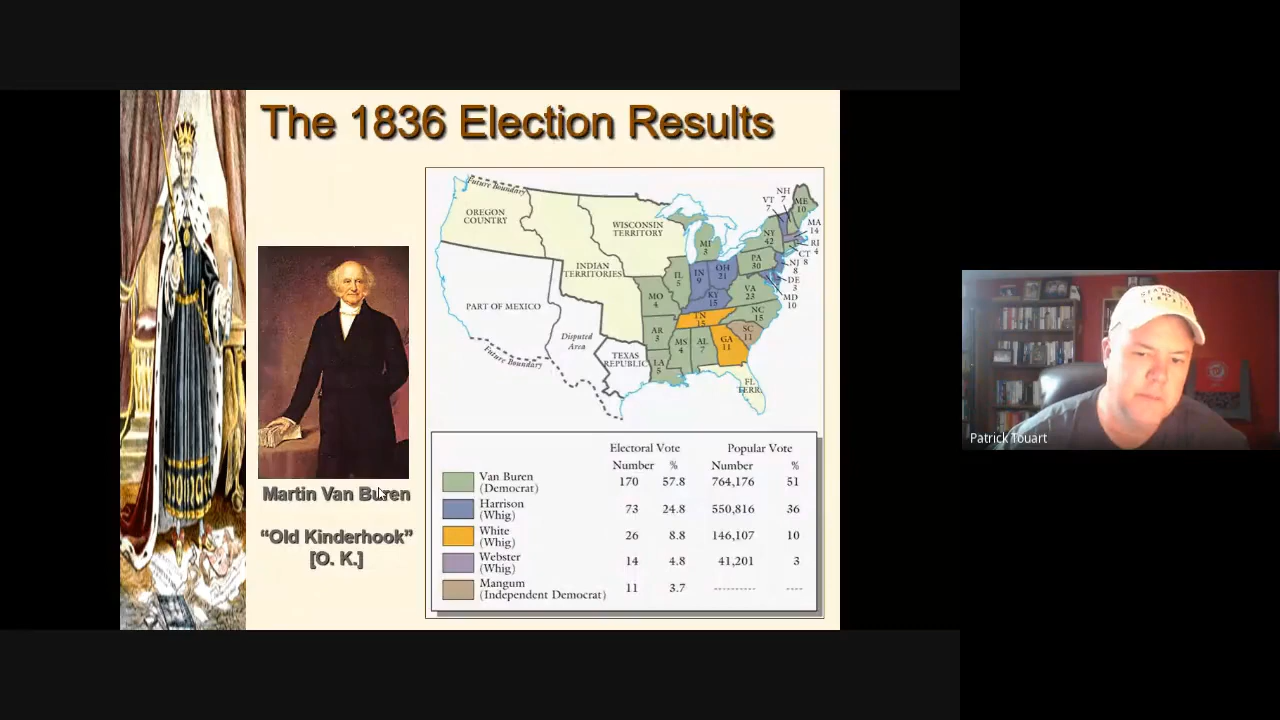 The 1836 Election Results
Martin Van Buren
“Old Kinderhook”
[O. K.]
Future Boundary
OREGON
COUNTRY
WISCONSIN
TERRITORY
INDIAN
TERRITORIES
PART OF MEXICO
Disputed
Area
TEXAS
REPUBLIC
Future Boundary
NH
7
VT
7
ME
10
MA
14
RI
4
CT
8
NY
42
NJ
8
PA
30
DE
3
MD
10
MI
3
OH
21
IN
9
IL
5
VA
23
KY
15
MO
4
NC
15
TN
15
SC
11
AR
3
MS
4
AL
7
GA
11
LA
5
FL
TERR.
Electoral Vote Popular Vote
Number % Number %
Van Buren 170 57.8 764,176 51
(Democrat)
Harrison 73 24.8 550,816 36
(Whig)
White 26 8.8 146,107 10
(Whig)
Webster 14 4.8 41,201 3
(Whig)
Mangum 11 3.7 ---------- ----
(Independent Democrat)
Patrick Touart